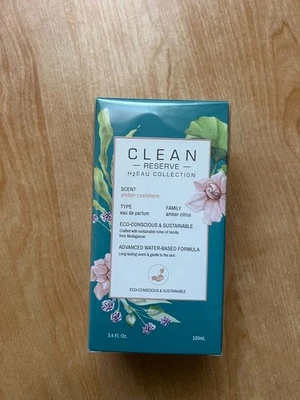 CLEAN
RESERVE
H₂EAU COLLECTION
SCENT
amber cashmere
TYPE
eau de parfum
FAMILY
amber citrus
ECO-CONSCIOUS & SUSTAINABLE
Crafted with sustainable notes of Vanilla
from Madagascar.
ADVANCED WATER-BASED FORMULA
Long-lasting scent & gentle to the skin.
ECO-CONSCIOUS & SUSTAINABLE
3.4 Fl. Oz.
100mL